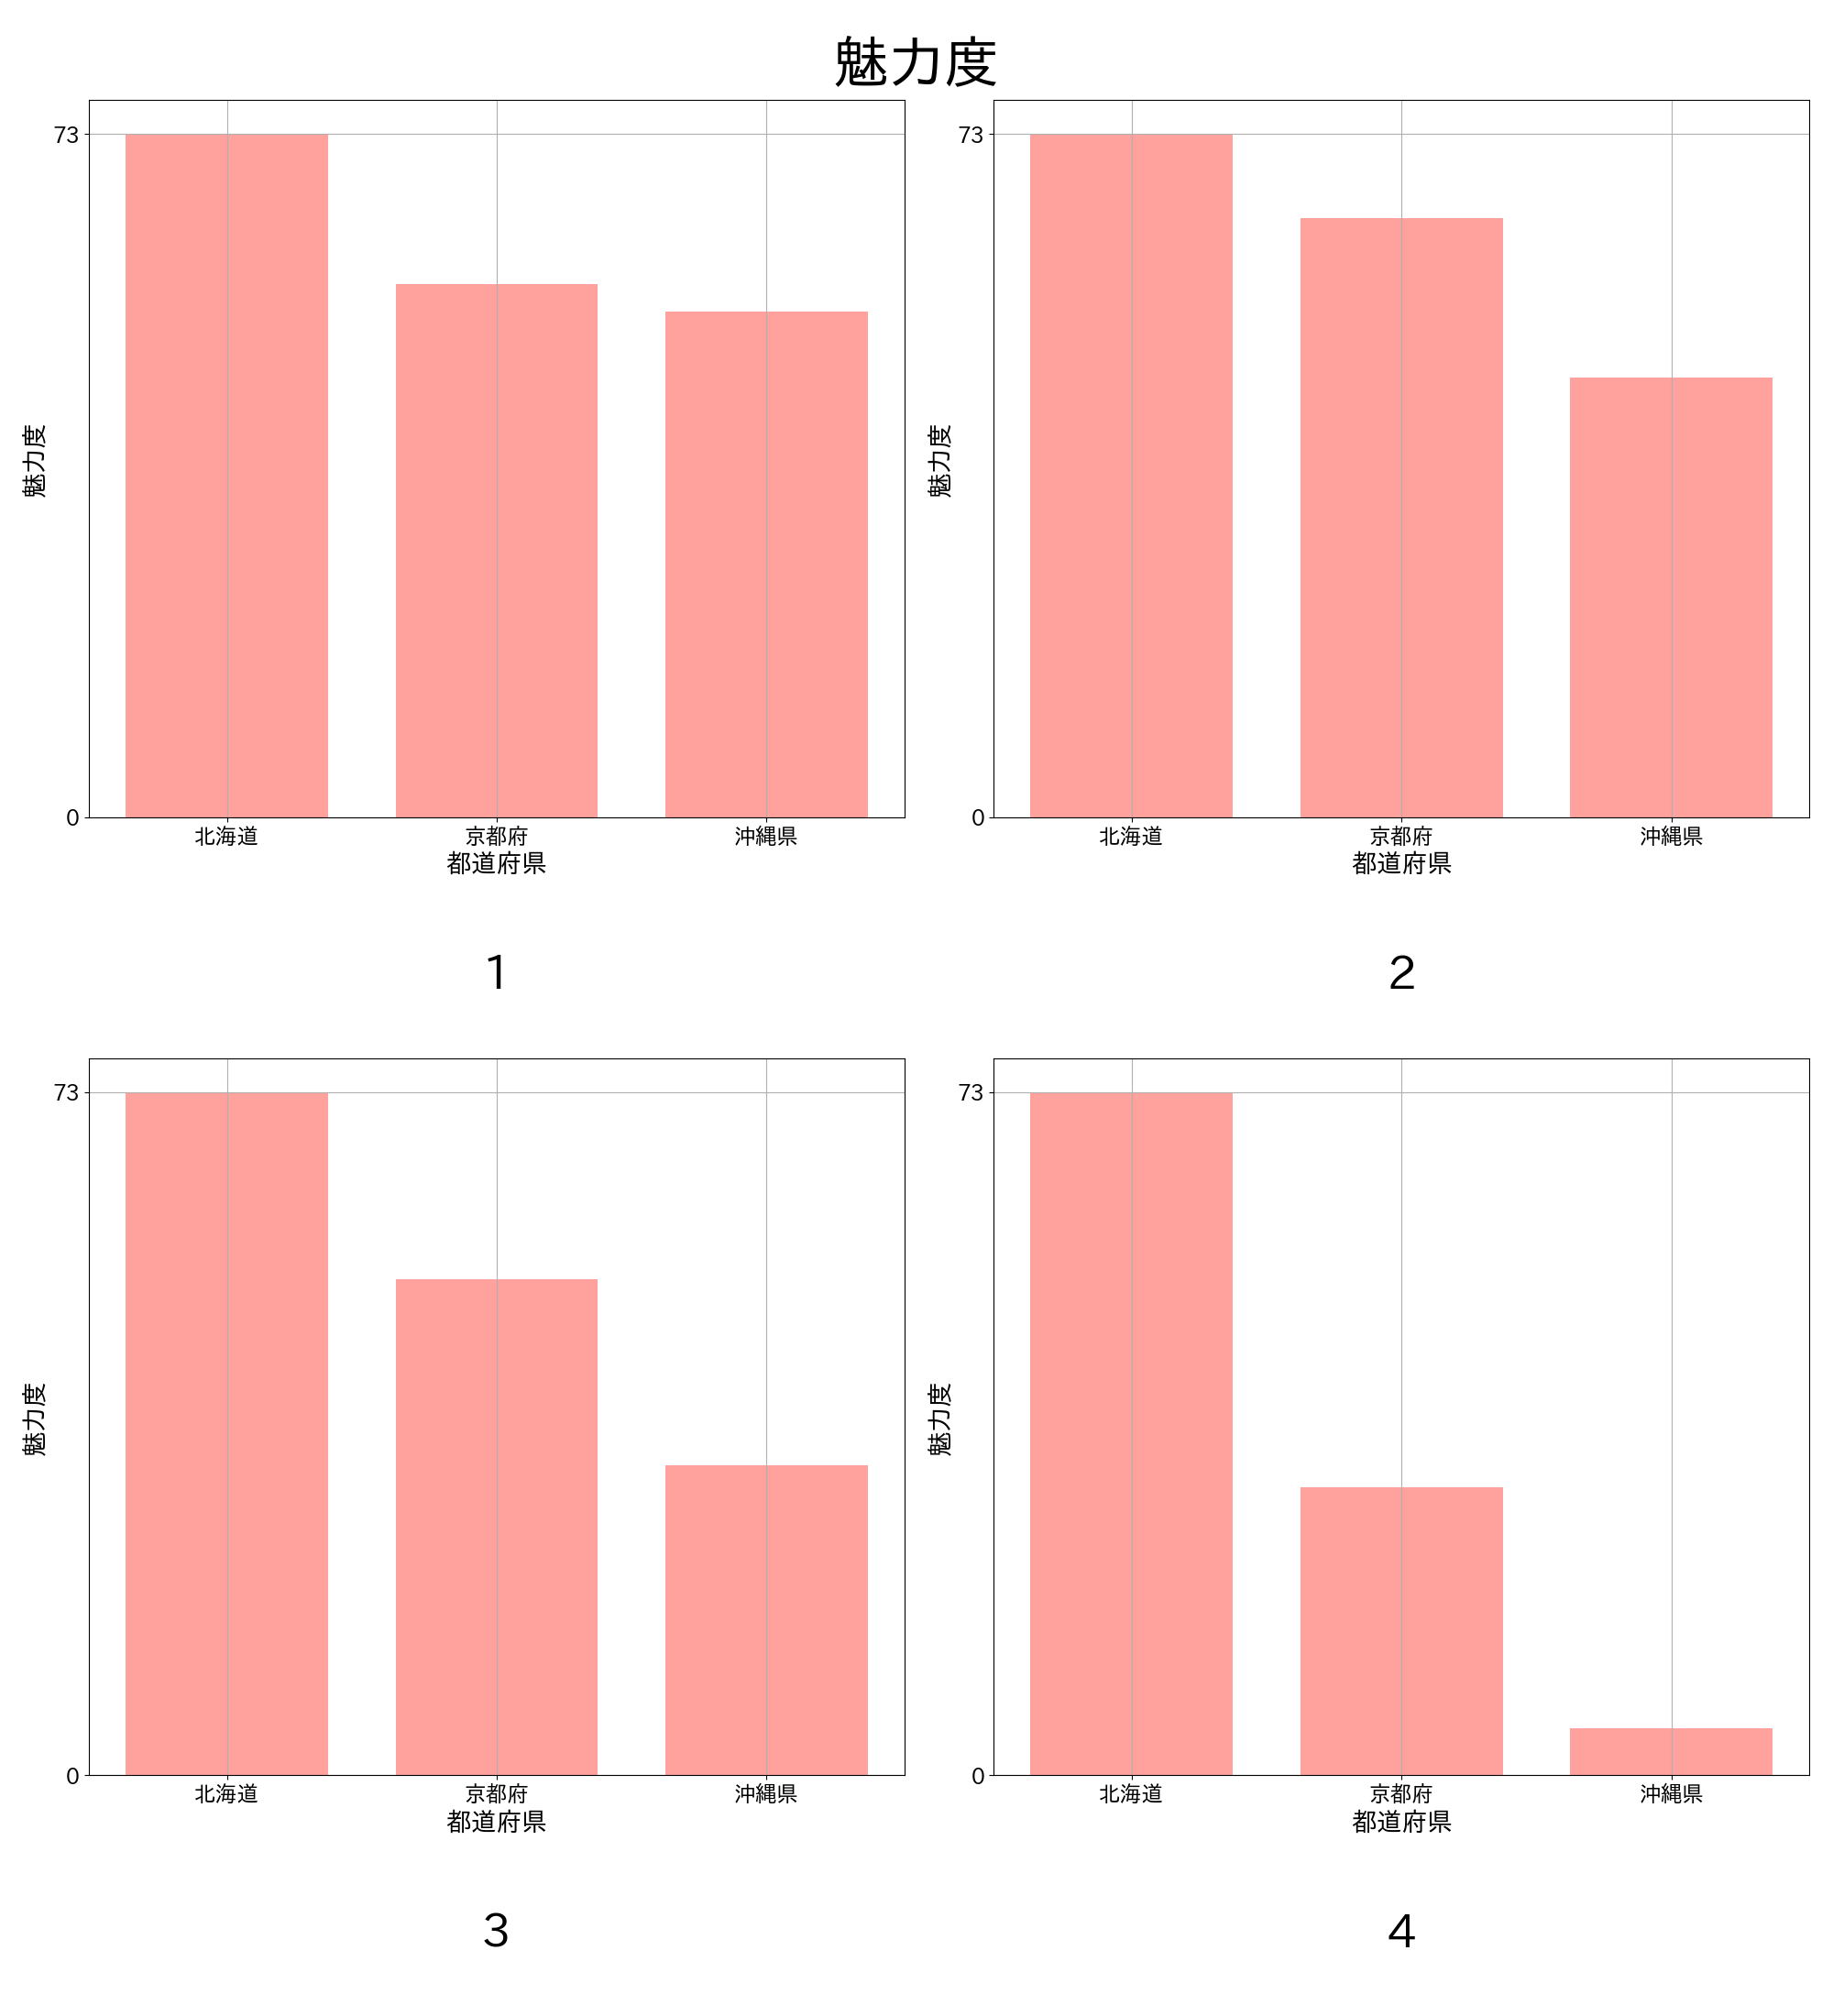 魅力度
73
73
魅力度
魅力度
0
0
北海道 京都府 沖縄県
北海道 京都府 沖縄県
都道府県
都道府県
1
2
73
73
魅力度
魅力度
0
0
北海道 京都府 沖縄県
北海道 京都府 沖縄県
都道府県
都道府県
3
4